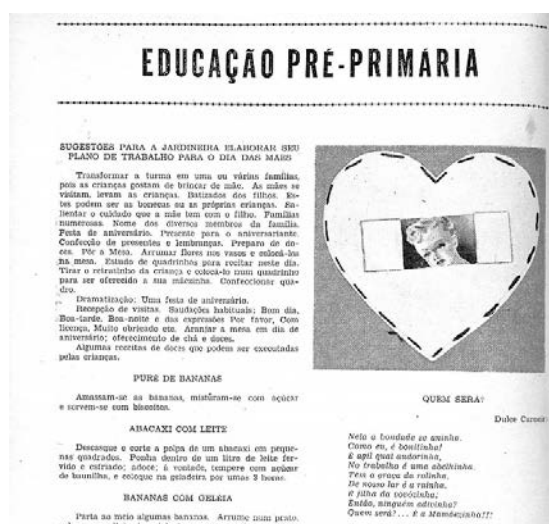 EDUCAÇÃO PRÉ-PRIMÁRIA
SUGESTÕES PARA A JARDINEIRA ELABORAR SEU
PLANO DE TRABALHO PARA O DIA DAS MÃES
Transformar a turma em uma ou várias famílias,
pois as crianças gostam de brincar de mãe. As mães se
visitam, levam as crianças. Batizados dos filhos. Es-
tes podem ser as bonecas ou as próprias crianças. Sa-
lientar o cuidado que a mãe tem com o filho. Famílias
numerosas. Nome dos diversos membros da família.
Festa de aniversário. Presente para o aniversariante.
Confecção de presentes e lembranças. Preparo de do-
ces. Pôr a Mesa. Arrumar flores nos vasos e colocá-los
na mesa. Estudo de quadrinhos para recitar neste dia.
Tirar o retratinho da criança e colocá-lo num quadrinho
para ser oferecido a sua mãezinha. Confeccionar qua-
dro.
Dramatização: Uma festa de aniversário.
Recepção de visitas. Saudações habituais: Bom dia,
Boa-tarde. Boa-noite e das expressões Por favor, Com
licença, Muito obrigado etc. Arranjar a mesa em dia de
aniversário; oferecimento de chá e doces.
Algumas receitas de doces que podem ser executadas
pelas crianças.
PURÉ DE BANANAS
Amassam-se as bananas, misturam-se com açúcar
e servem-se com biscoitos.
ABACAXI COM LEITE
Descasque e corte a polpa de um abacaxi em peque-
nos quadrados. Ponha dentro de um litro de leite fer-
vido e esfriado; adoce, à vontade, tempere com açúcar
de baunilha, e coloque na geladeira por umas 3 horas.
BANANAS COM GELÉIA
Parta ao meio algumas bananas. Arrume num prato.
QUEM SERÁ?
Dulce
Nela a bondade se aninha.
Como eu, é bonitinha!
É ágil qual andorinha,
No trabalho é uma abelhinha.
Tem a graça da rolinha.
De nosso lar é a rainha.
É filha da vovòzinha;
Então, ninguém adivinha?
Quem será?... É a Mamãezinha!!!